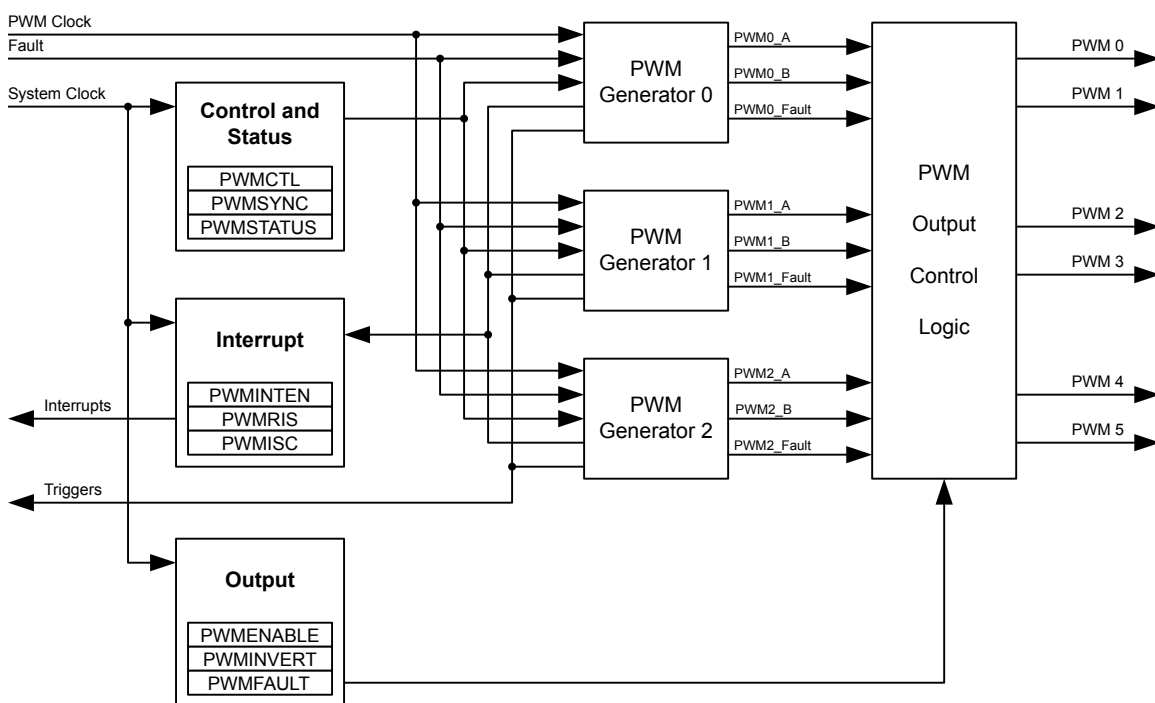 PWM Clock
Fault
System Clock
Control and
Status
PWMCTL
PWMSYNC
PWMSTATUS
Interrupt
PWMINTEN
PWMRIS
PWMISC
Interrupts
Triggers
Output
PWMENABLE
PWMINVERT
PWMFAULT
PWM
Generator 0
PWM0_A
PWM0_B
PWM0_Fault
PWM
Generator 1
PWM1_A
PWM1_B
PWM1_Fault
PWM
Generator 2
PWM2_A
PWM2_B
PWM2_Fault
PWM
Output
Control
Logic
PWM 0
PWM 1
PWM 2
PWM 3
PWM 4
PWM 5